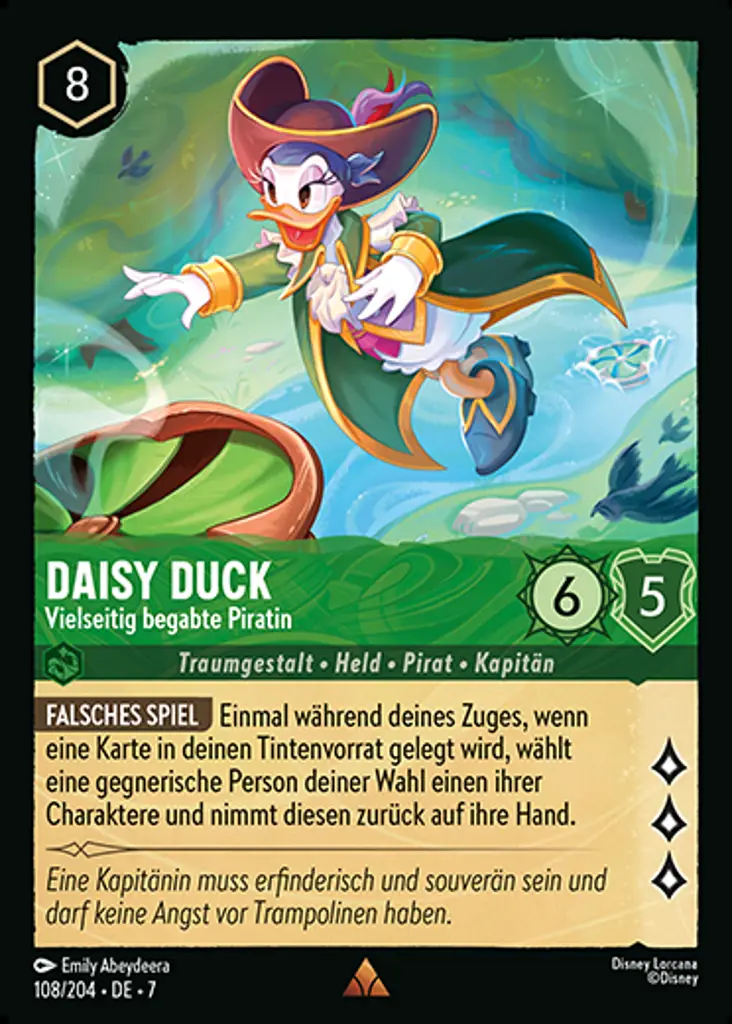 8
DAISY DUCK
Vielseitig begabte Piratin
6
5
Traumgestalt • Held • Pirat • Kapitän
FALSCHES SPIEL Einmal während deines Zuges, wenn
eine Karte in deinen Tintenvorrat gelegt wird, wählt
eine gegnerische Person deiner Wahl einen ihrer
Charaktere und nimmt diesen zurück auf ihre Hand.
Eine Kapitänin muss erfinderisch und souverän sein und
darf keine Angst vor Trampolinen haben.
Emily Abeydeera
108/204 • DE • 7
Disney Lorcana
©Disney